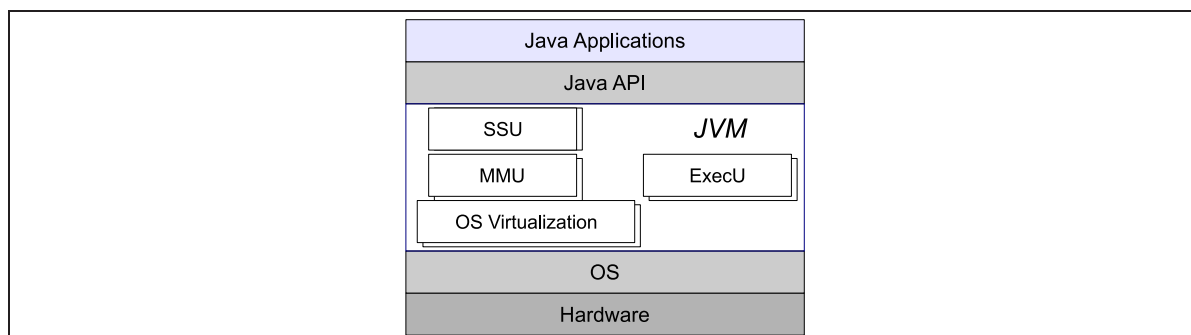 Java Applications
Java API
SSU
JVM
MMU
ExecU
OS Virtualization
OS
Hardware